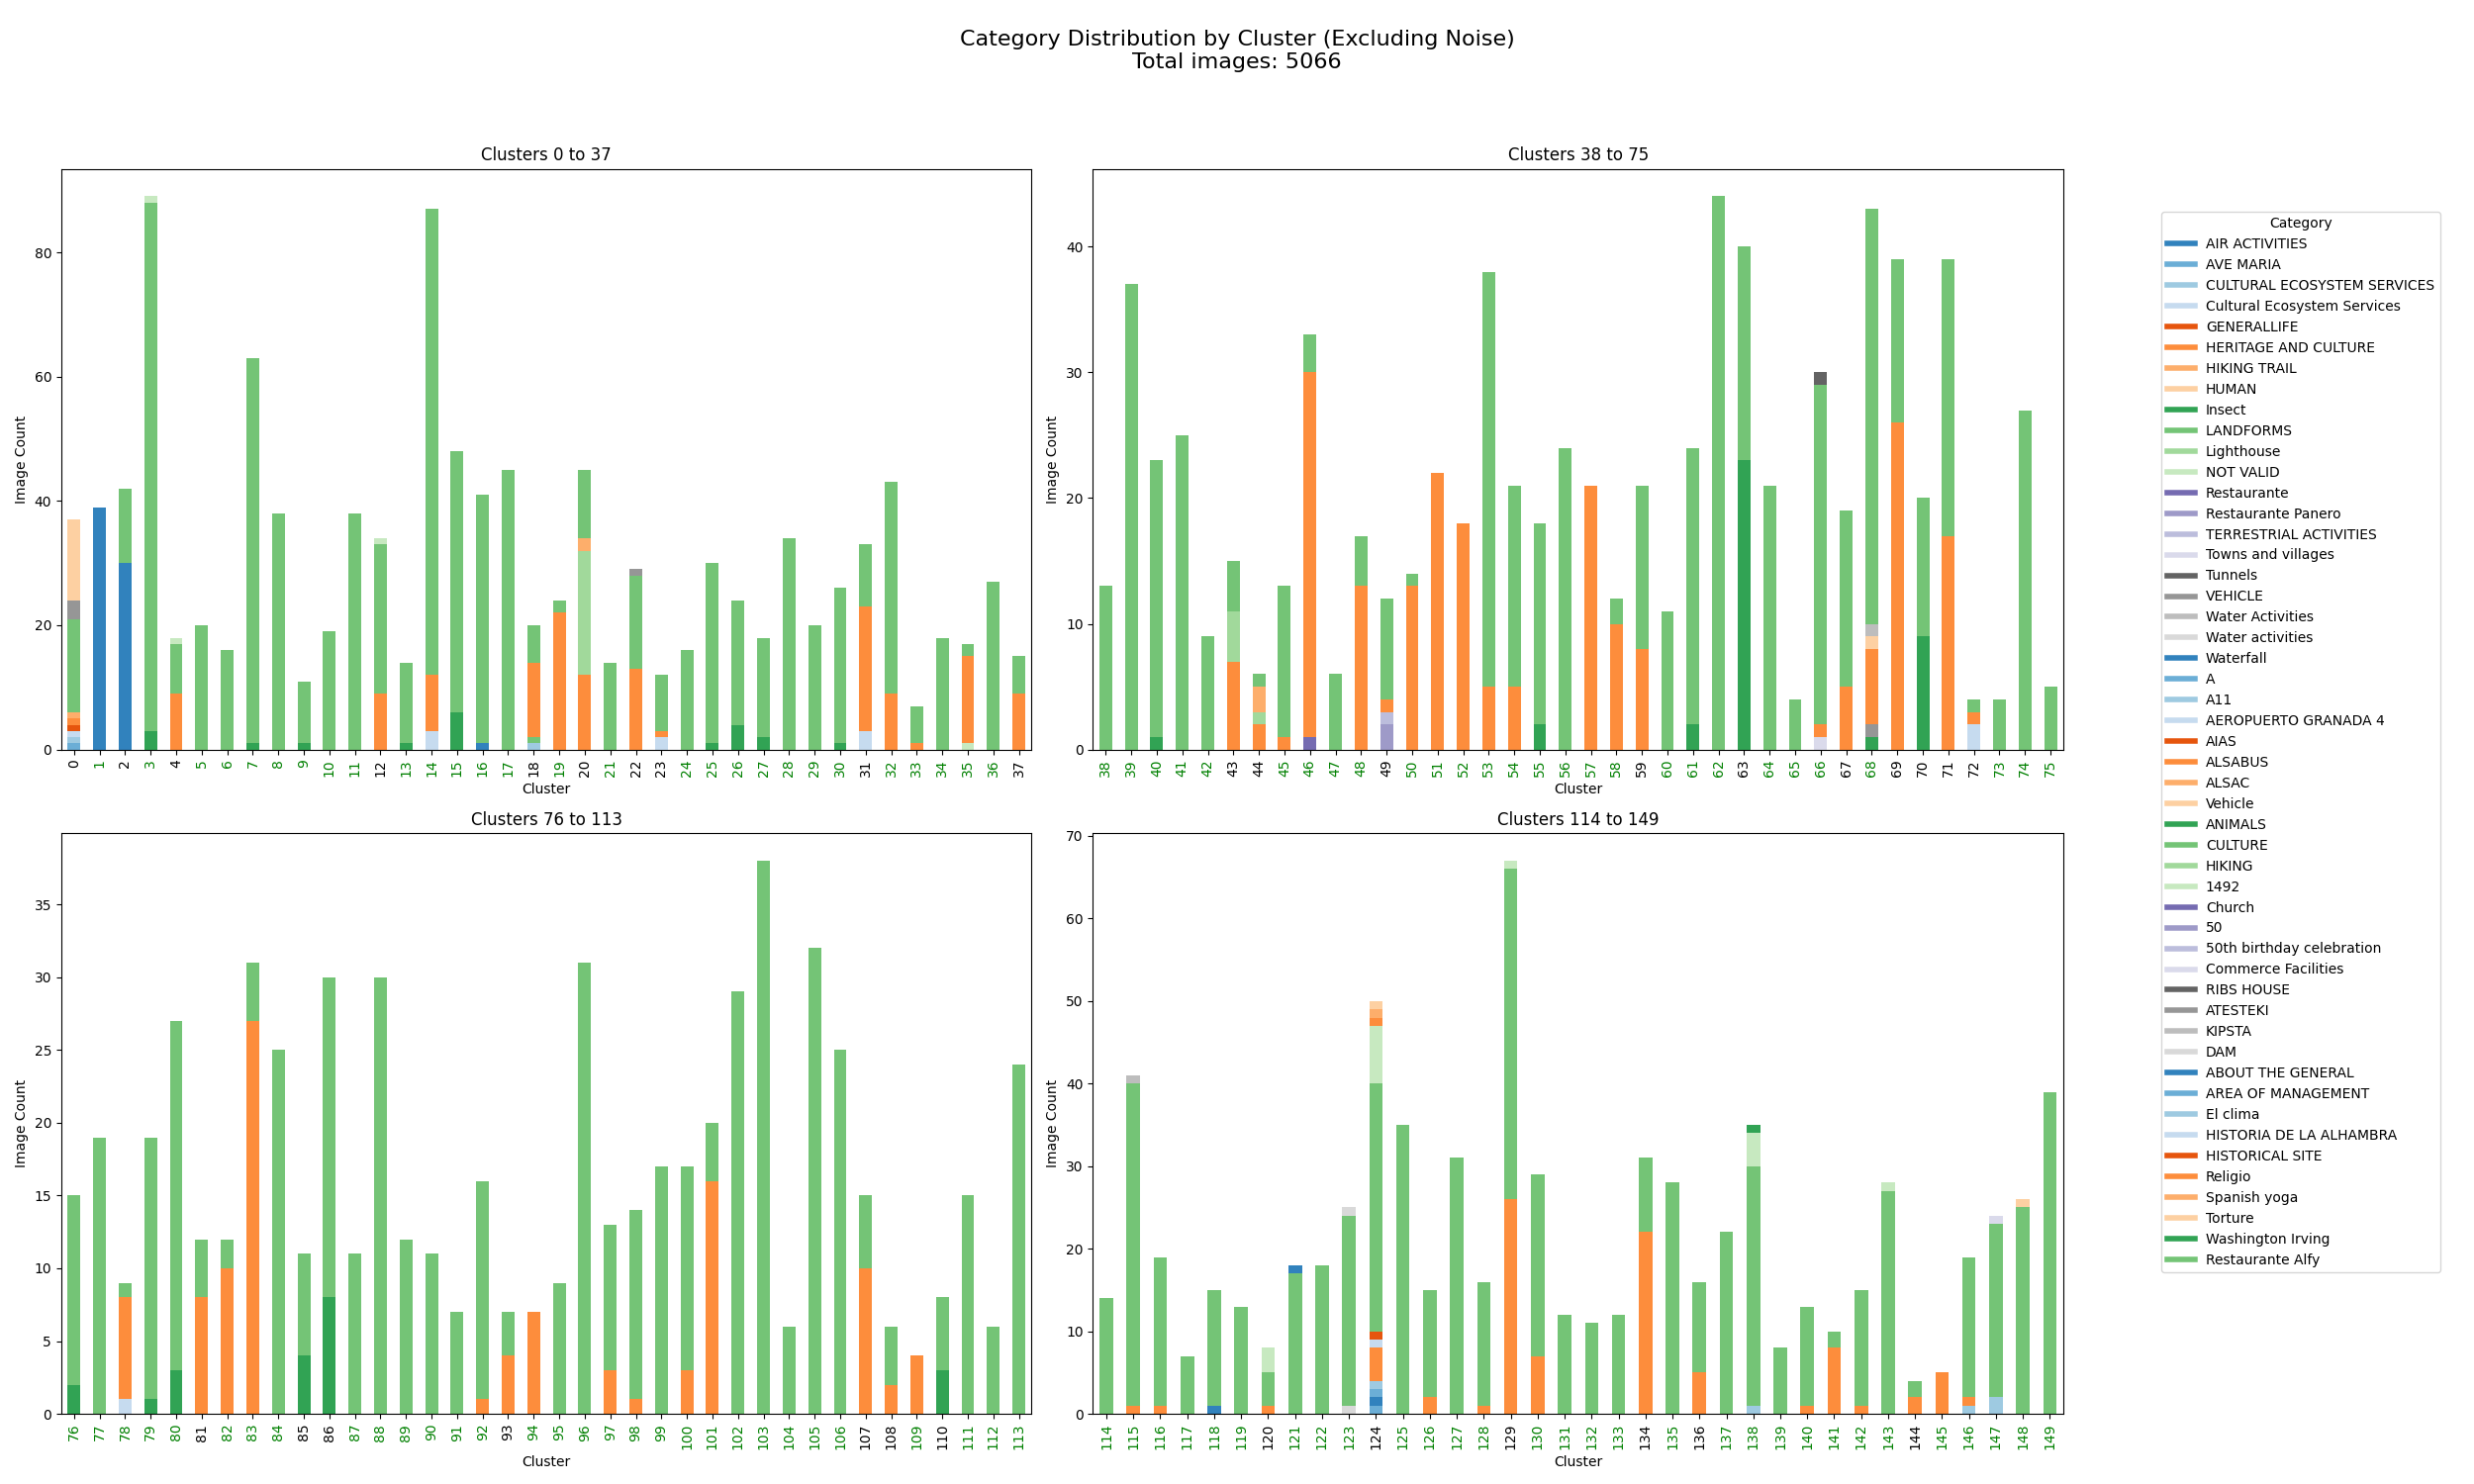 Category Distribution by Cluster (Excluding Noise)
Total images: 5066
Clusters 0 to 37
Image Count
0 20 40 60 80
0 1 2 3 4 5 6 7 8 9 10 11 12 13 14 15 16 17 18 19 20 21 22 23 24 25 26 27 28 29 30 31 32 33 34 35 36 37
Cluster
Clusters 38 to 75
Image Count
0 10 20 30 40
38 39 40 41 42 43 44 45 46 47 48 49 50 51 52 53 54 55 56 57 58 59 60 61 62 63 64 65 66 67 68 69 70 71 72 73 74 75
Cluster
Clusters 76 to 113
Image Count
0 5 10 15 20 25 30 35
76 77 78 79 80 81 82 83 84 85 86 87 88 89 90 91 92 93 94 95 96 97 98 99 100 101 102 103 104 105 106 107 108 109 110 111 112 113
Cluster
Clusters 114 to 149
Image Count
0 10 20 30 40 50 60 70
114 115 116 117 118 119 120 121 122 123 124 125 126 127 128 129 130 131 132 133 134 135 136 137 138 139 140 141 142 143 144 145 146 147 148 149
Cluster
Category
AIR ACTIVITIES
AVE MARIA
CULTURAL ECOSYSTEM SERVICES
Cultural Ecosystem Services
GENERALLIFE
HERITAGE AND CULTURE
HIKING TRAIL
HUMAN
Insect
LANDFORMS
Lighthouse
NOT VALID
Restaurante
Restaurante Panero
TERRESTRIAL ACTIVITIES
Towns and villages
Tunnels
VEHICLE
Water Activities
Water activities
Waterfall
A
A11
AEROPUERTO GRANADA 4
AIAS
ALSABUS
ALSAC
Vehicle
ANIMALS
CULTURE
HIKING
1492
Church
50
50th birthday celebration
Commerce Facilities
RIBS HOUSE
ATESTEKI
KIPSTA
DAM
ABOUT THE GENERAL
AREA OF MANAGEMENT
El clima
HISTORIA DE LA ALHAMBRA
HISTORICAL SITE
Religio
Spanish yoga
Torture
Washington Irving
Restaurante Alfy